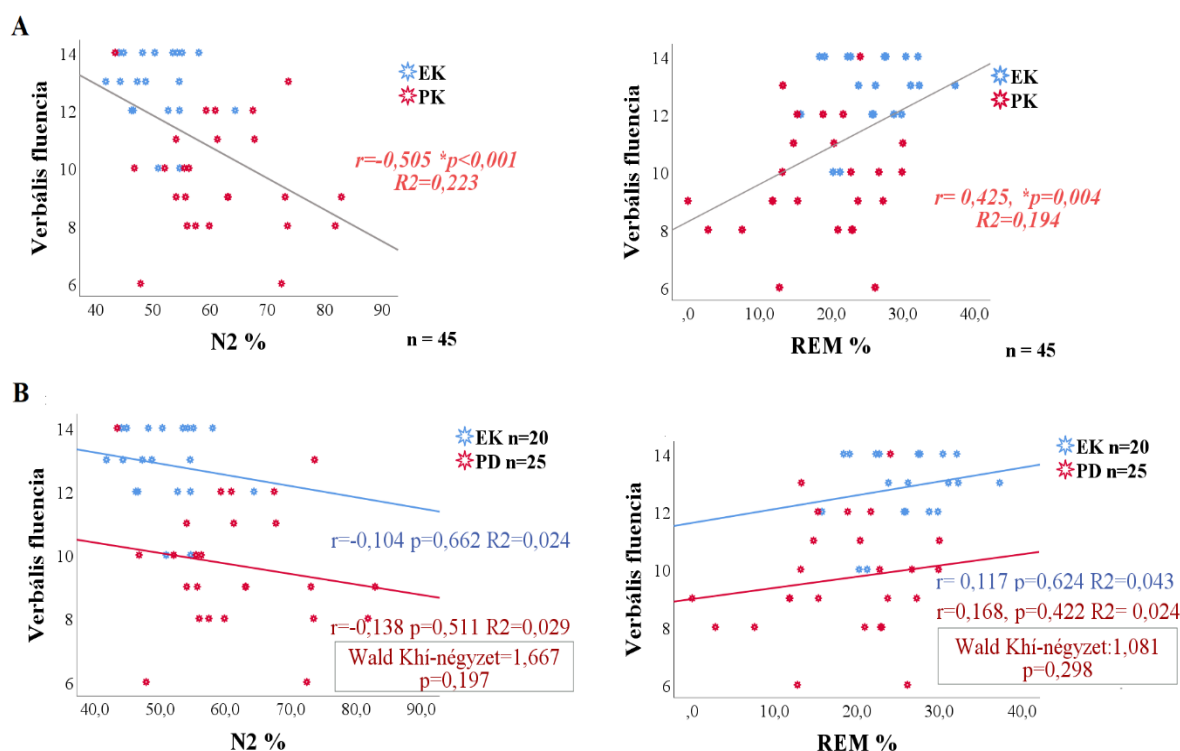 A
Verbális fluencia
14
12
10
8
6
40 50 60 70 80 90
N2 %
n = 45
EK
PK
r=-0,505 *p<0,001
R2=0,223
Verbális fluencia
14
12
10
8
6
,0 10,0 20,0 30,0 40,0
REM %
n = 45
EK
PK
r= 0,425, *p=0,004
R2=0,194
B
Verbális fluencia
14
12
10
8
6
40,0 50,0 60,0 70,0 80,0 90,0
N2 %
EK n=20
PD n=25
r=-0,104 p=0,662 R2=0,024
r=-0,138 p=0,511 R2=0,029
Wald Khí-négyzet=1,667
p=0,197
Verbális fluencia
14
12
10
8
6
,0 10,0 20,0 30,0 40,0
REM %
EK n=20
PD n=25
r= 0,117 p=0,624 R2=0,043
r=0,168, p=0,422 R2= 0,024
Wald Khí-négyzet:1,081
p=0,298